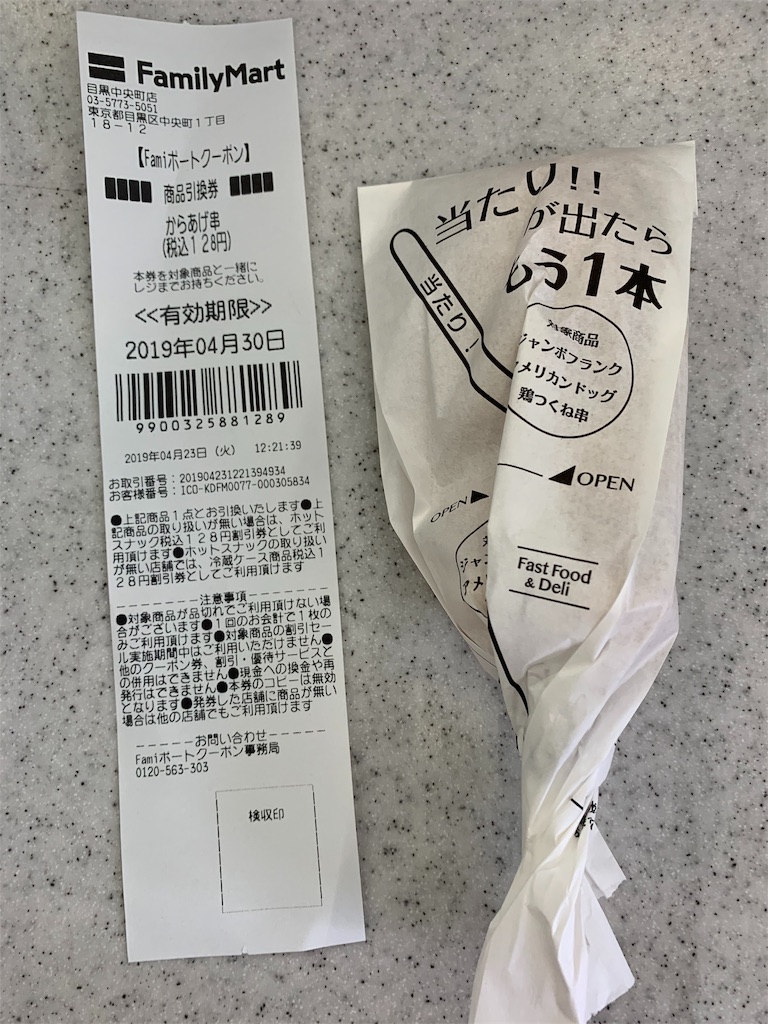 FamilyMart
目黒中央町店
03-5773-5051
東京都目黒区中央町1丁目
18-12
【Famiポートクーポン】
商品引換券
からあげ串
(税込128円)
本券を対象商品と一緒に
レジまでお持ちください。
<<有効期限>>
2019年04月30日
9900325881289
2019年04月23日（火） 12:21:39
お取引番号：201904231221394934
お客様番号：ICO-KDFM0077-000305834
●上記商品1点とお引換いたします●上
記商品の取り扱いが無い場合は、ホット
スナック税込128円割引券としてご利
用頂けます●ホットスナックの取り扱い
が無い店舗では、冷蔵ケース商品税込1
28円割引券としてご利用頂けます
------注意事項------
●対象商品が品切れでご利用頂けない場
合がございます●1回のお会計で1枚の
みご利用頂けます●対象商品の割引セー
ル実施期間中はご利用いただけません●
他のクーポン券、割引・優待サービスと
の併用はできません●現金への換金や再
発行はできません●本券のコピーは無効
となります●発券した店舗に商品が無い
場合は他の店舗でもご利用頂けます
------お問い合わせ------
Famiポートクーポン事務局
0120-563-303
検収印
当たり!!
が出たら
もう1本
当たり!
対象商品
ジャンボフランク
アメリカンドッグ
鶏つくね串
OPEN
OPEN
対
ジャン
アメ
Fast Food
& Deli